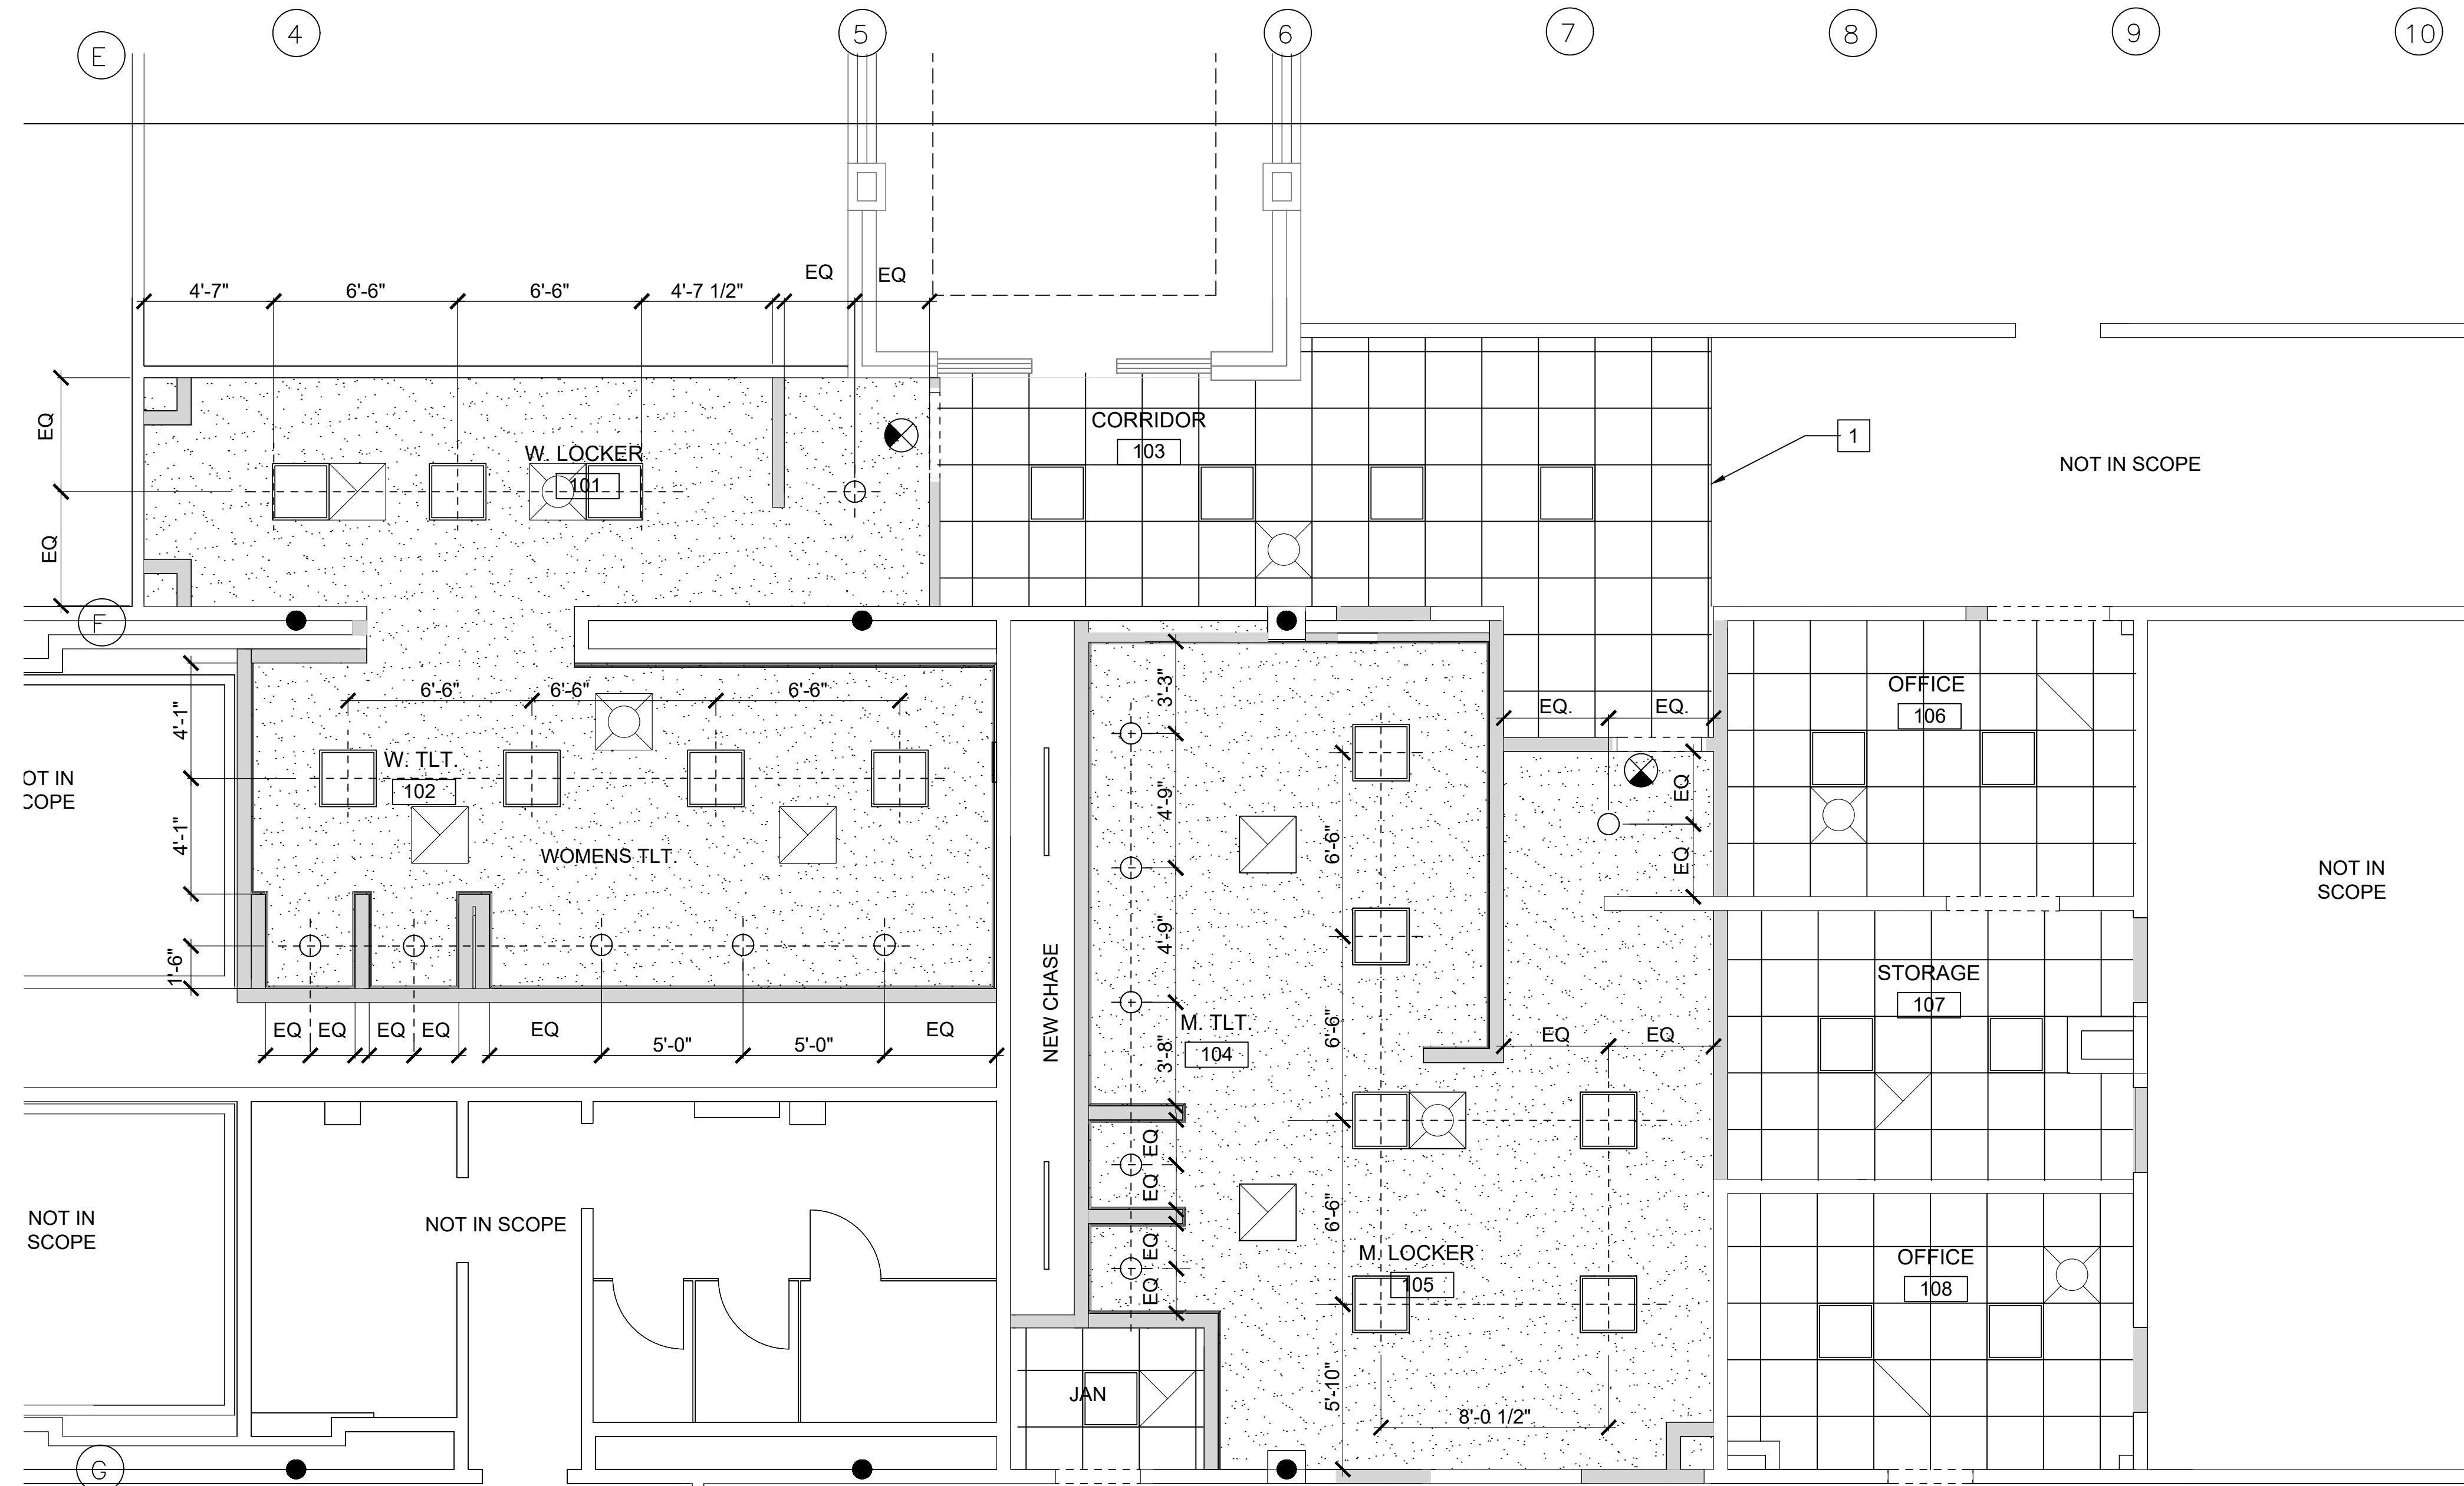 4
5
6
7
8
9
10
E
EQ
EQ
4'-7"
6'-6"
6'-6"
4'-7 1/2"
EQ
EQ
W. LOCKER
101
CORRIDOR
103
1
NOT IN SCOPE
F
6'-6"
6'-6"
6'-6"
4'-1"
4'-1"
1'-6"
OT IN
COPE
W. TLT.
102
WOMENS TLT.
EQ
EQ
EQ
EQ
EQ
5'-0"
5'-0"
EQ
NEW CHASE
3'-3"
4'-9"
4'-9"
3'-8"
EQ
EQ
EQ
EQ
M. TLT.
104
6'-6"
6'-6"
6'-6"
5'-10"
EQ.
EQ.
EQ
EQ
EQ
EQ
OFFICE
106
STORAGE
107
NOT IN
SCOPE
NOT IN
SCOPE
NOT IN SCOPE
M. LOCKER
105
OFFICE
108
JAN
8'-0 1/2"
G